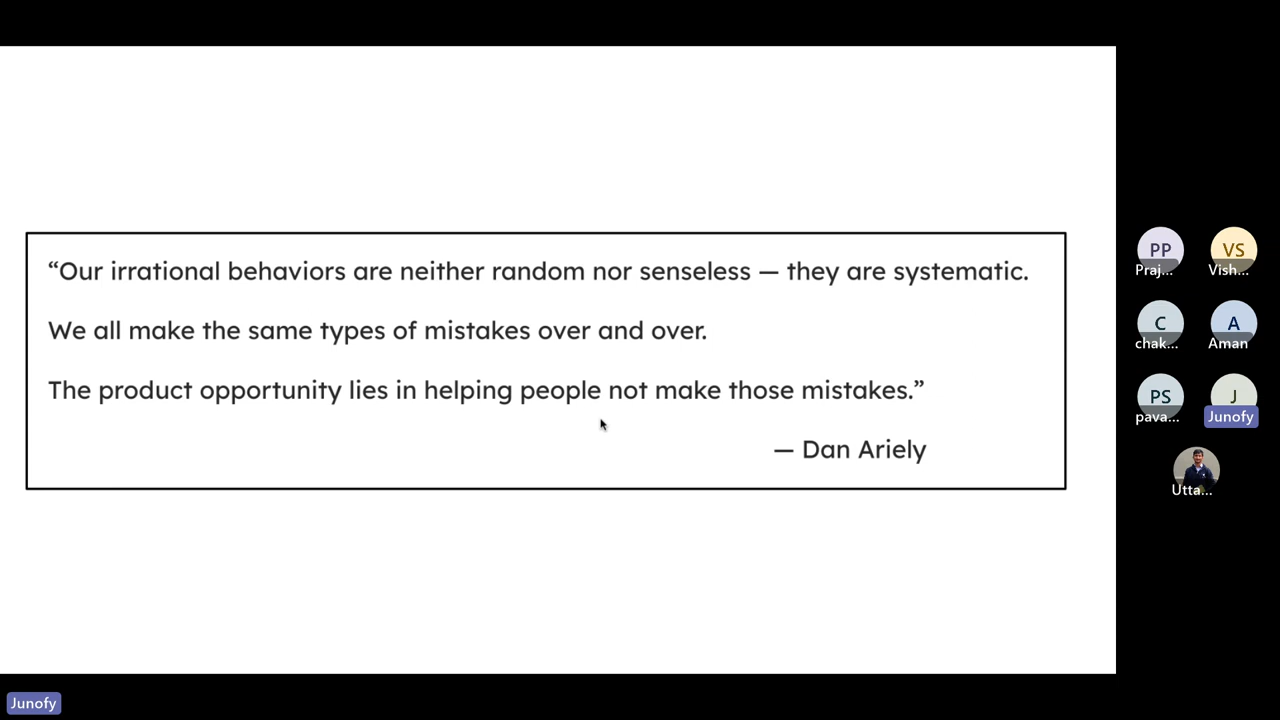 “Our irrational behaviors are neither random nor senseless — they are systematic.
We all make the same types of mistakes over and over.
The product opportunity lies in helping people not make those mistakes.”
— Dan Ariely
PP
Praj...
VS
Vish...
C
chak...
A
Aman
PS
pava...
J
Junofy
Utta...
Junofy